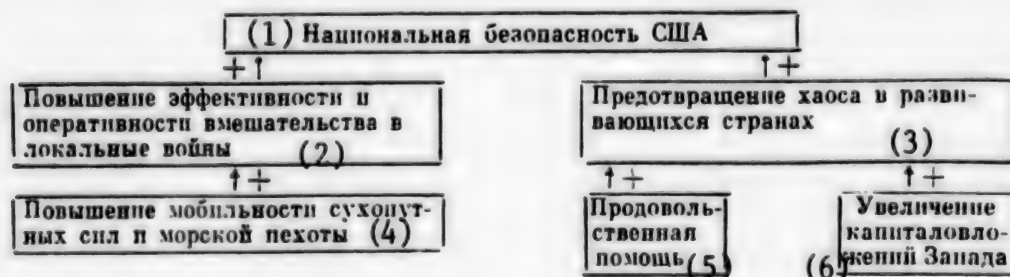 (1) Национальная безопасность США
+ ↑
↑ +
Повышение эффективности и
оперативности вмешательства в
локальные войны (2)
Предотвращение хаоса в разви-
вающихся странах
(3)
↑ +
↑ +
↑ +
Повышение мобильности сухопут-
ных сил и морской пехоты (4)
Продоволь-
ственная
помощь (5)
Увеличение
капиталовло-
(6) жений Запада